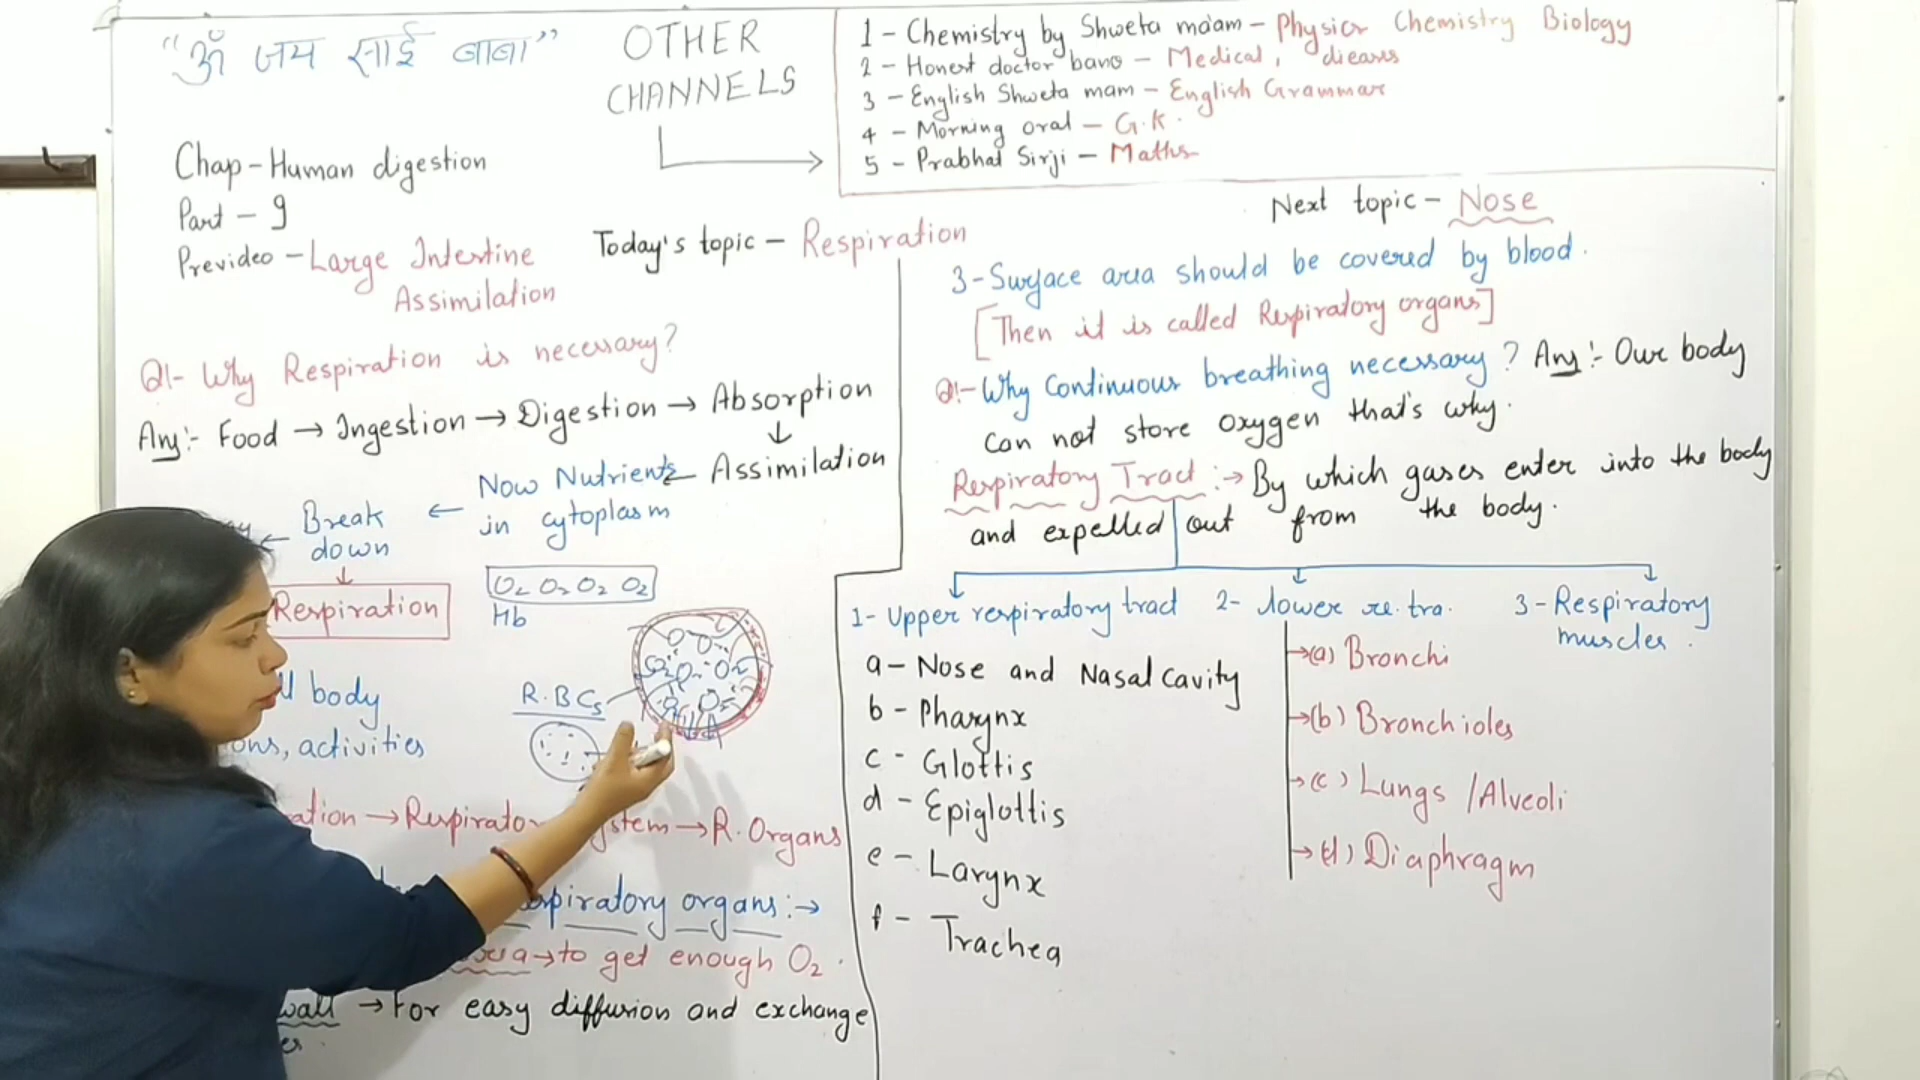 “ॐ जय साईं बाबा”
OTHER
CHANNELS
1 - Chemistry by Shweta ma'am - Physics Chemistry Biology
2 - Honest doctor bano - Medical, dieases
3 - English Shweta mam - English Grammar
4 - Morning oral - G.K.
5 - Prabhat Sirji - Maths
Chap - Human digestion
Part - 9
Prevideo - Large Intestine
Assimilation
Today's topic - Respiration
Q1- Why Respiration is necessary?
Ans:- Food → Ingestion → Digestion → Absorption
↓
Now Nutrients ← Assimilation
in cytoplasm
← Break ←
down
↓
Respiration
O2 O2 O2 O2
Hb
R.B.Cs
body
activities
→ Respiratory System → R. Organs
Respiratory organs:→
→ to get enough O2.
wall → For easy diffusion and exchange
Next topic - Nose
3- Surface area should be covered by blood.
[Then it is called Respiratory organs]
Q!- Why Continuous breathing necessary? Ans:- Our body
can not store oxygen that's why.
Respiratory Tract :→ By which gases enter into the body
and expelled out from the body.
1- Upper respiratory tract 2- lower re. tra. 3- Respiratory
muscles.
a - Nose and Nasal Cavity
b - Pharynx
c - Glottis
d - Epiglottis
e - Larynx
f - Trachea
→(a) Bronchi
→(b) Bronchioles
→(c) Lungs /Alveoli
→(d) Diaphragm